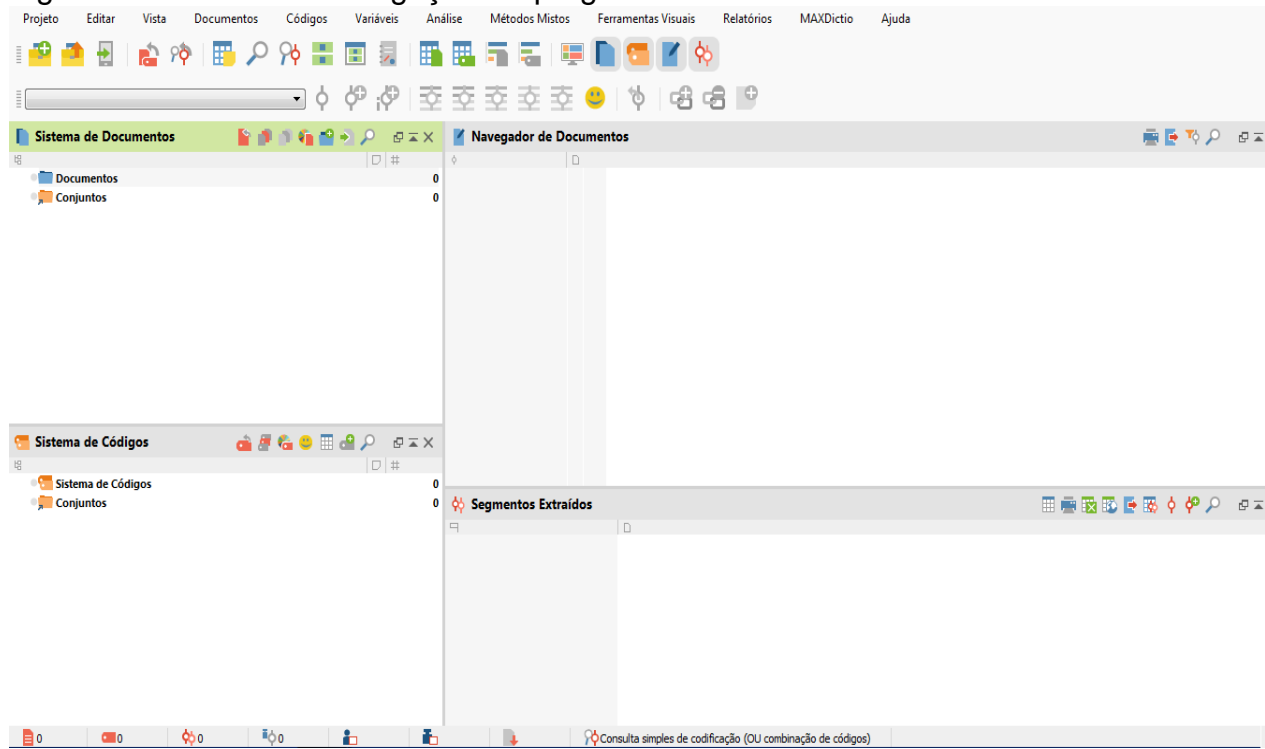 Projeto Editar Vista Documentos Códigos Variáveis Análise Métodos Mistos Ferramentas Visuais Relatórios MAXDictio Ajuda
Sistema de Documentos
#
Documentos 0
Conjuntos 0
Sistema de Códigos
#
Sistema de Códigos 0
Conjuntos 0
Navegador de Documentos
Segmentos Extraídos
0 0 0 0 Consulta simples de codificação (OU combinação de códigos)